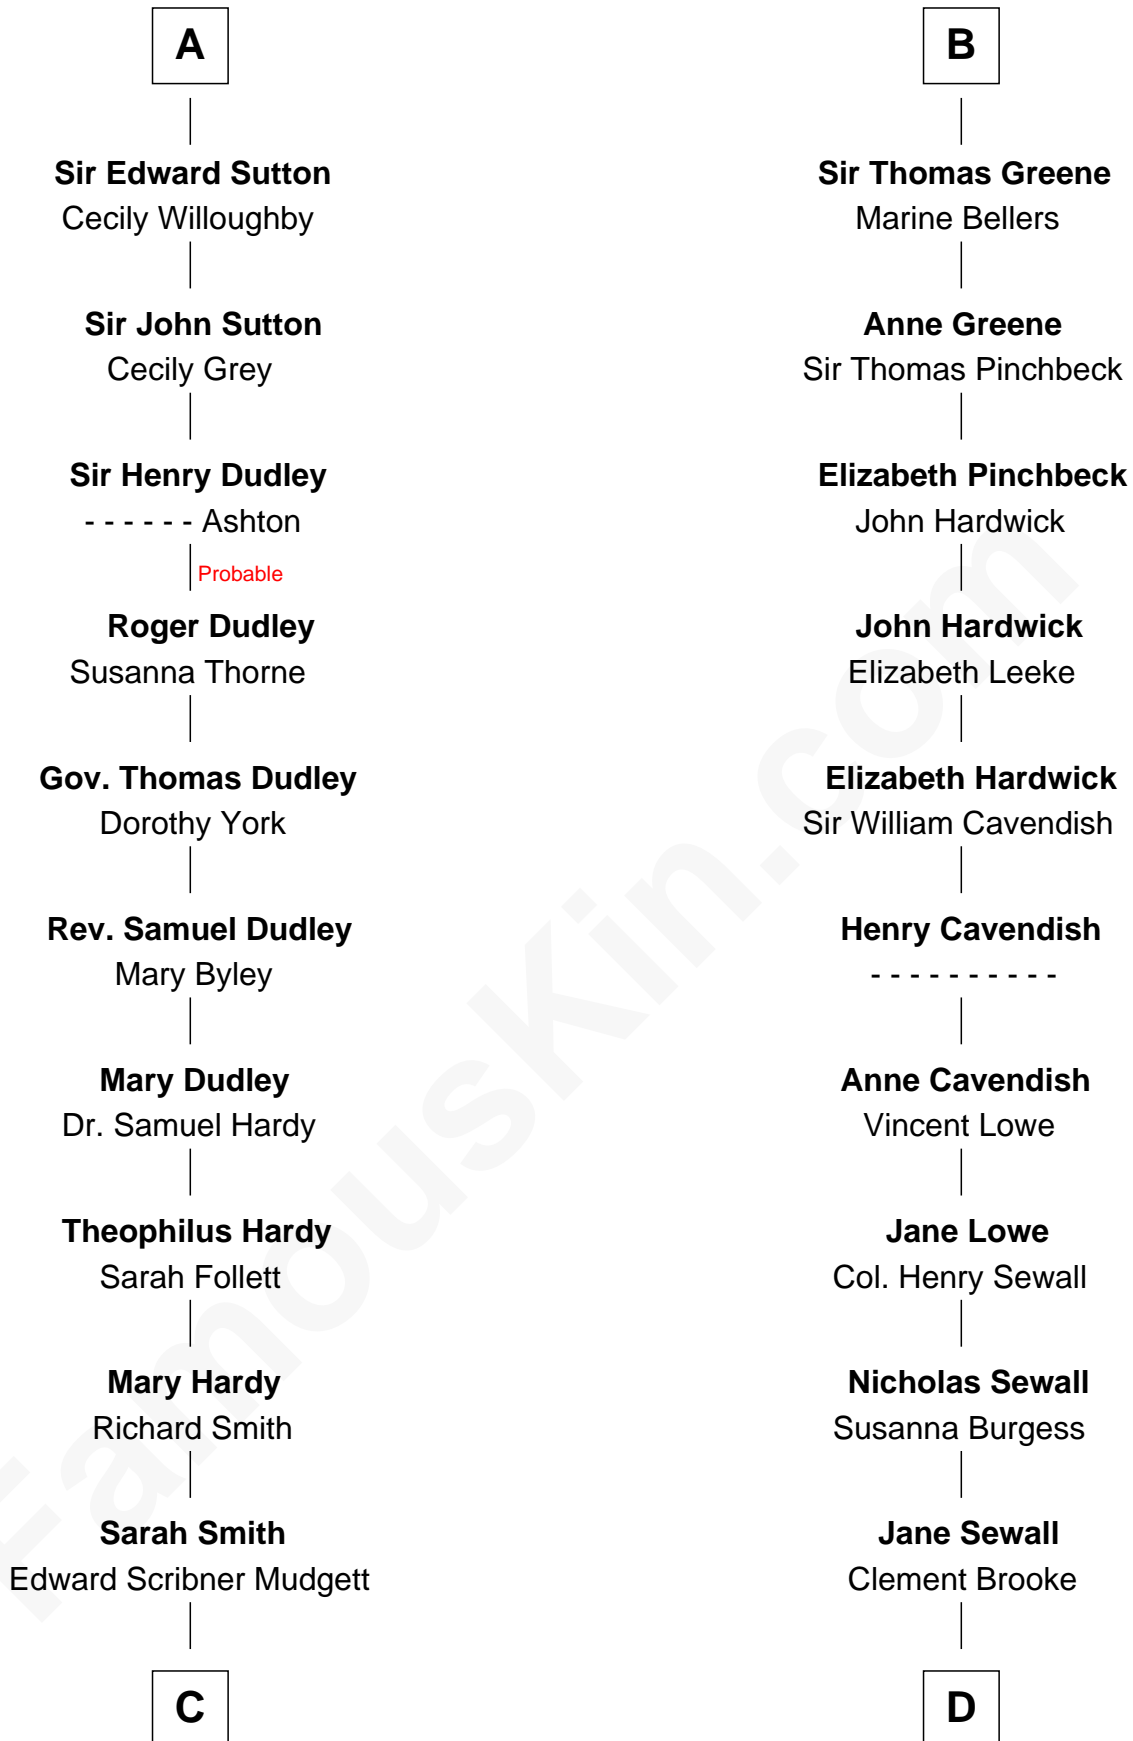 A
Sir Edward Sutton
Cecily Willoughby
Sir John Sutton
Cecily Grey
Sir Henry Dudley
- - - - - - Ashton
Probable
Roger Dudley
Susanna Thorne
Gov. Thomas Dudley
Dorothy York
Rev. Samuel Dudley
Mary Byley
Mary Dudley
Dr. Samuel Hardy
Theophilus Hardy
Sarah Follett
Mary Hardy
Richard Smith
Sarah Smith
Edward Scribner Mudgett
C
B
Sir Thomas Greene
Marine Bellers
Anne Greene
Sir Thomas Pinchbeck
Elizabeth Pinchbeck
John Hardwick
John Hardwick
Elizabeth Leeke
Elizabeth Hardwick
Sir William Cavendish
Henry Cavendish
- - - - - - - - - -
Anne Cavendish
Vincent Lowe
Jane Lowe
Col. Henry Sewall
Nicholas Sewall
Susanna Burgess
Jane Sewall
Clement Brooke
D
FamousKin.com